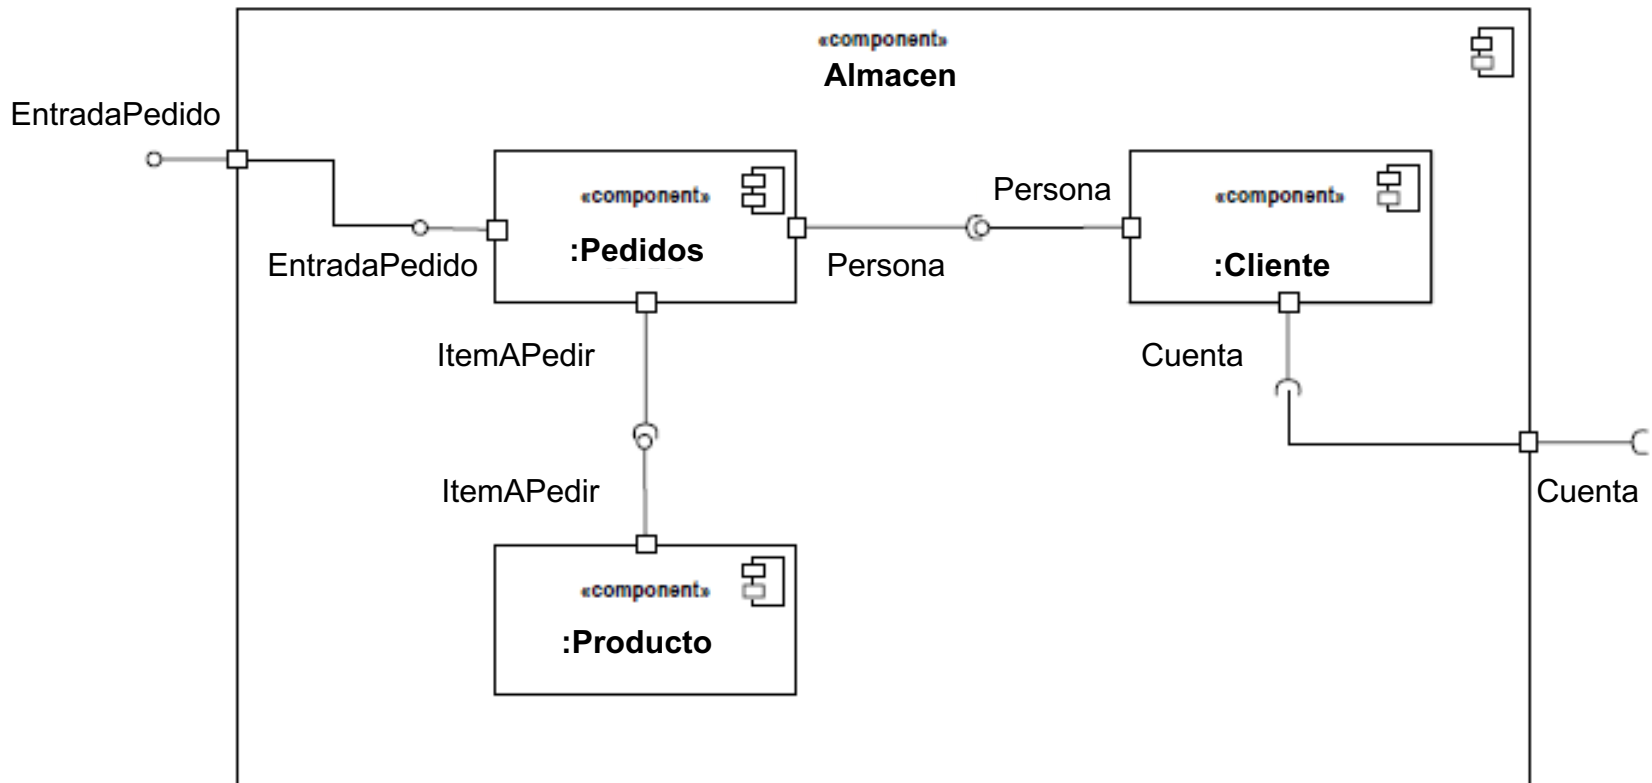 «component»
Almacen
EntradaPedido
«component»
:Pedidos
Persona
«component»
:Cliente
EntradaPedido
Persona
ItemAPedir
Cuenta
ItemAPedir
Cuenta
«component»
:Producto